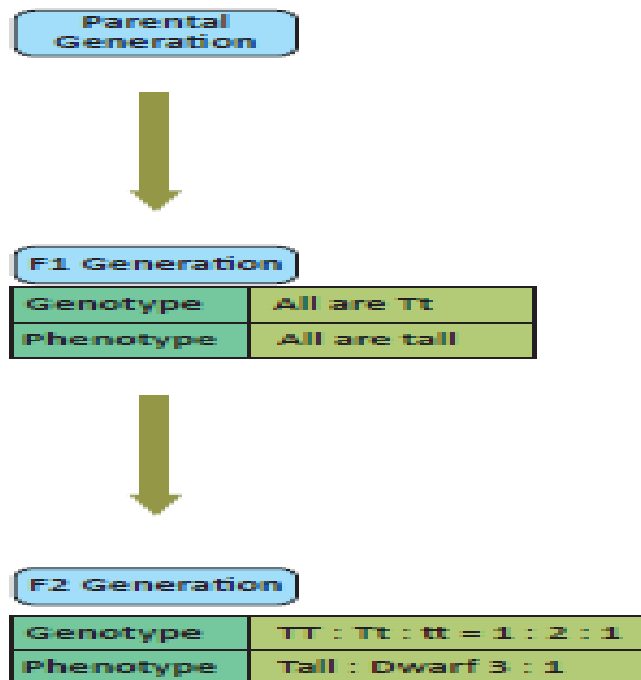 Parental
Generation
F1 Generation
Genotype All are Tt
Phenotype All are tall
F2 Generation
Genotype TT : Tt : tt = 1 : 2 : 1
Phenotype Tall : Dwarf 3 : 1